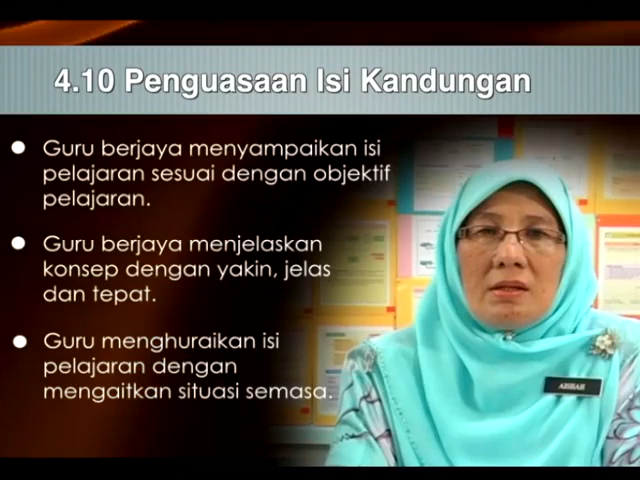 4.10 Penguasaan Isi Kandungan
Guru berjaya menyampaikan isi
pelajaran sesuai dengan objektif
pelajaran.
Guru berjaya menjelaskan
konsep dengan yakin, jelas
dan tepat.
Guru menghuraikan isi
pelajaran dengan
mengaitkan situasi semasa.